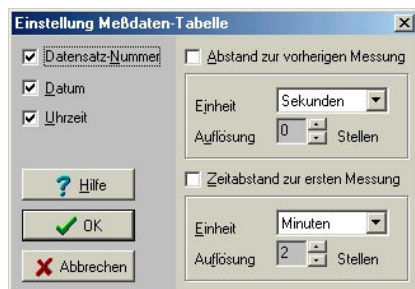 Einstellung Meßdaten-Tabelle
Datensatz-Nummer
Datum
Uhrzeit
Hilfe
OK
Abbrechen
Abstand zur vorherigen Messung
Einheit Sekunden
Auflösung 0 Stellen
Zeitabstand zur ersten Messung
Einheit Minuten
Auflösung 2 Stellen